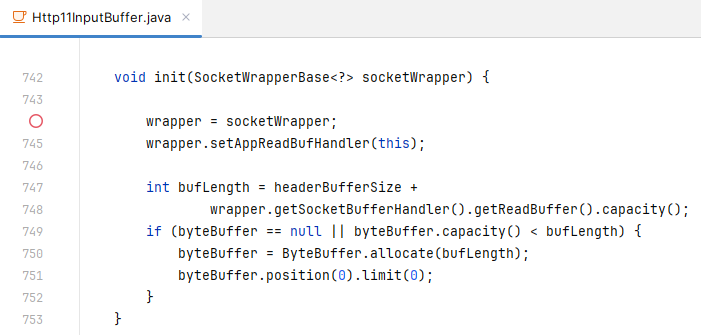 Http11InputBuffer.java ×
742 void init(SocketWrapperBase<?> socketWrapper) {
743
wrapper = socketWrapper;
745 wrapper.setAppReadBufHandler(this);
746
747 int bufLength = headerBufferSize +
748 wrapper.getSocketBufferHandler().getReadBuffer().capacity();
749 if (byteBuffer == null || byteBuffer.capacity() < bufLength) {
750 byteBuffer = ByteBuffer.allocate(bufLength);
751 byteBuffer.position(0).limit(0);
752 }
753 }